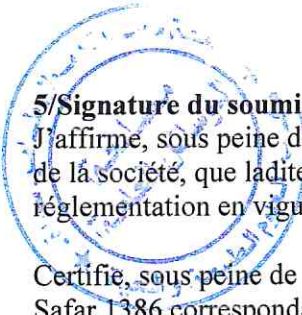 5/Signature du soumi
J'affirme, sous peine d
de la société, que ladite
réglementation en vigu
Certifie, sous peine de
Safar 1386 correspond